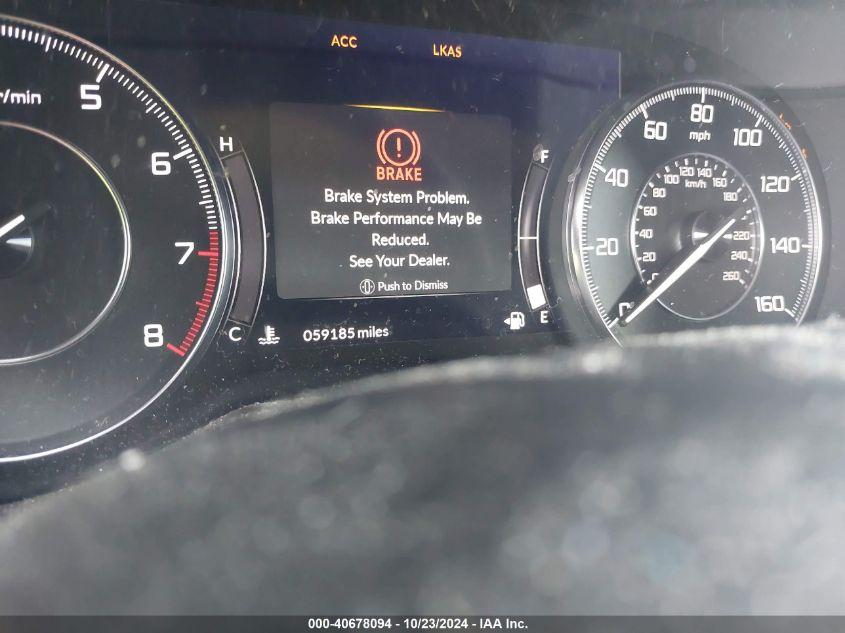 ACC LKAS
r/min
5
6
7
8
H
C
BRAKE
Brake System Problem.
Brake Performance May Be
Reduced.
See Your Dealer.
Push to Dismiss
059185 miles
F
E
0
20
40
60
80
100
120
140
160
mph
km/h
20
40
60
80
100
120
140
160
180
220
240
260
000-40678094 - 10/23/2024 - IAA Inc.